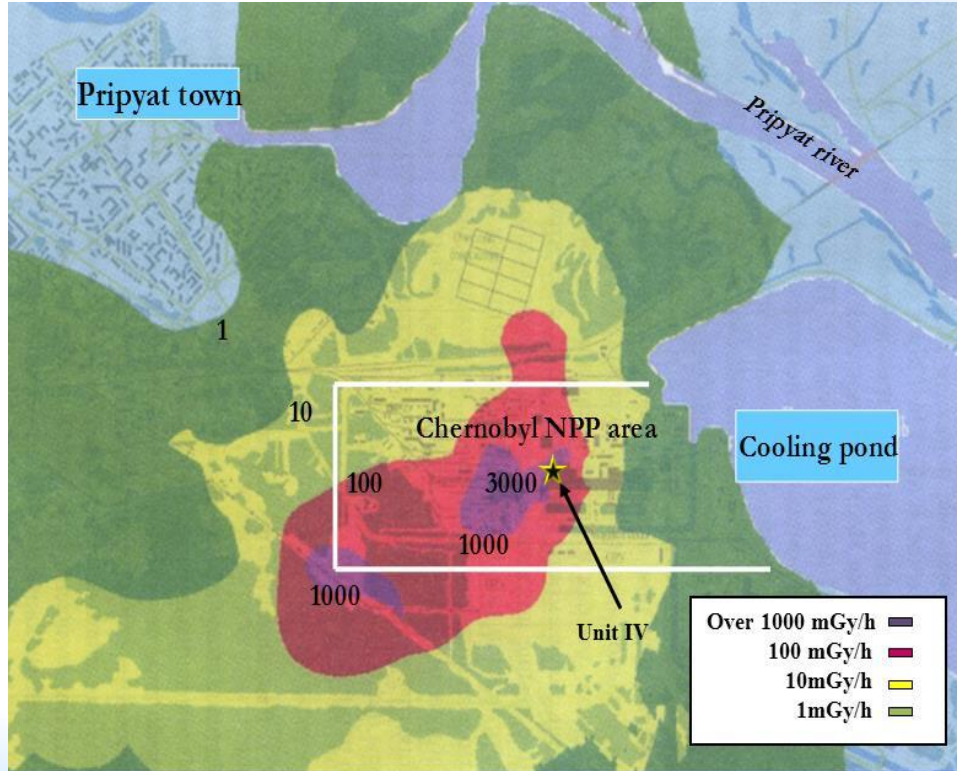 Pripyat town
Pripyat river
1
10
Chernobyl NPP area
Cooling pond
100
3000
1000
1000
Unit IV
Over 1000 mGy/h
100 mGy/h
10mGy/h
1mGy/h